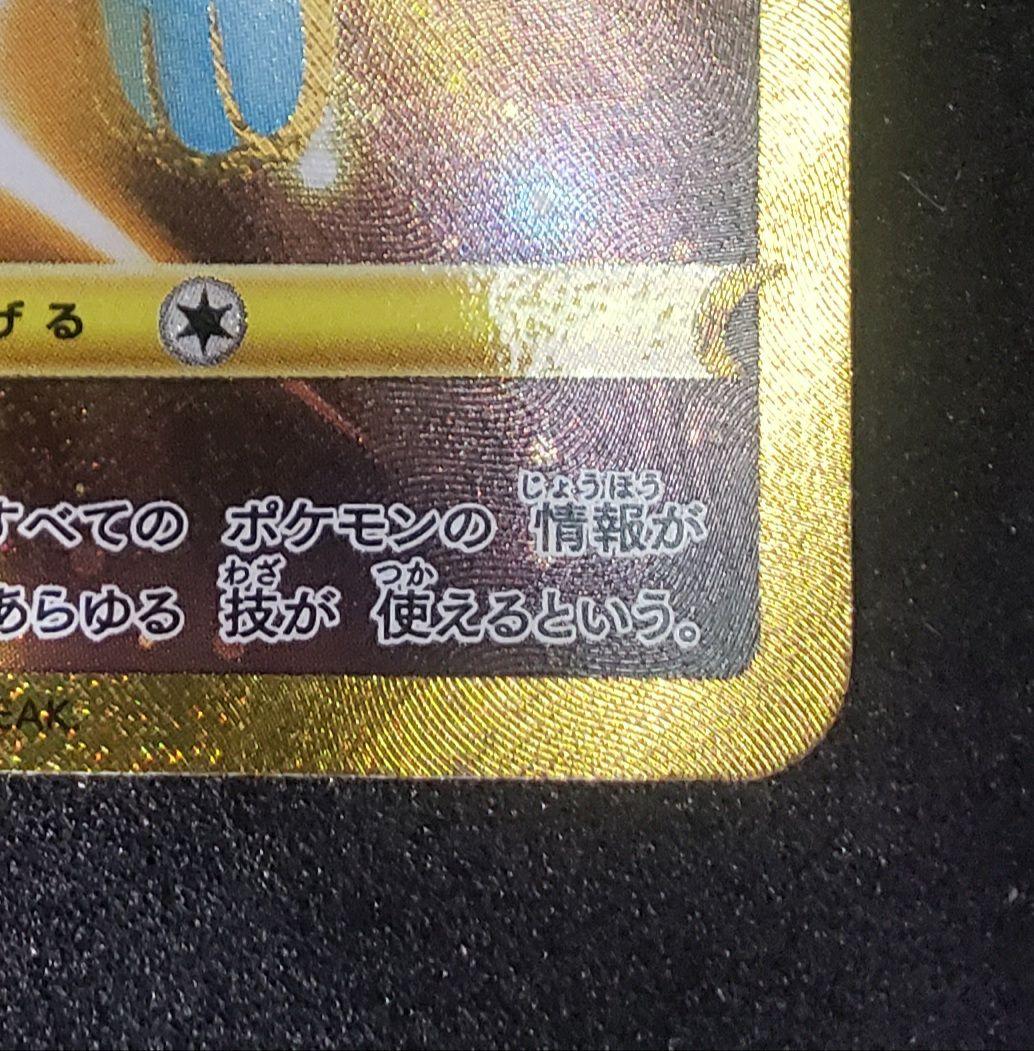 げる
じょうほう
すべての ポケモンの 情報が
わざ つか
あらゆる 技が 使えるという。
EAK.